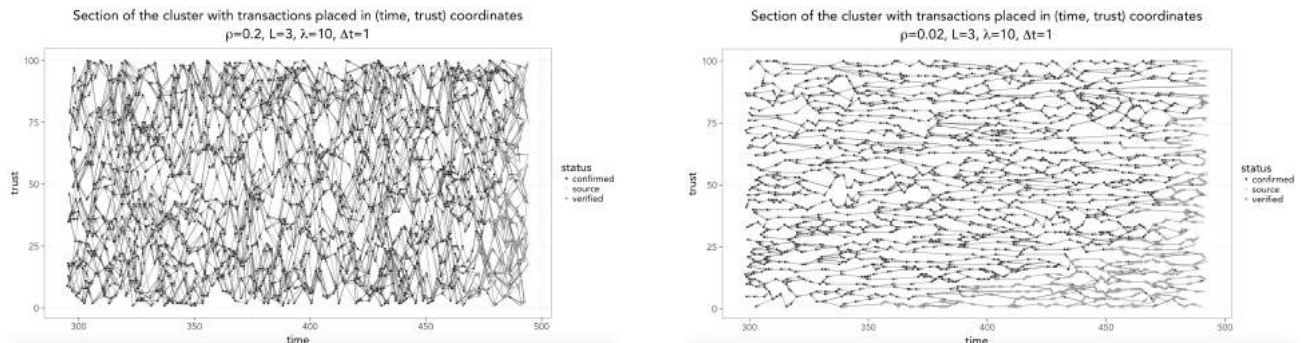 Section of the cluster with transactions placed in (time, trust) coordinates
ρ=0.2, L=3, λ=10, Δt=1
100
75
50
25
0
trust
300
350
400
450
500
time
status
confirmed
source
verified
Section of the cluster with transactions placed in (time, trust) coordinates
ρ=0.02, L=3, λ=10, Δt=1
100
75
50
25
0
trust
300
350
400
450
500
time
status
confirmed
source
verified